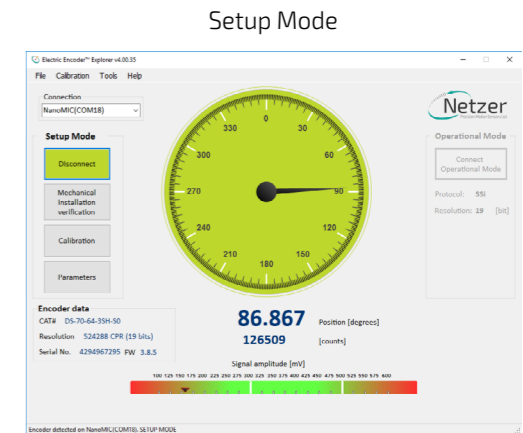 Setup Mode
Electric Encoder™ Explorer v4.00.35
File Calibration Tools Help
Connection
NanoMIC(COM18)
Netzer
Setup Mode
Disconnect
Mechanical
Installation
verification
Calibration
Parameters
0
30
60
90
120
150
180
210
240
270
300
330
Operational Mode
Connect
Operational Mode
Protocol: SSi
Resolution: 19 [bit]
Encoder data
CAT# DS-70-64-3SH-S0
Resolution 524288 CPR (19 bits)
Serial No. 4294967295 FW 3.8.5
86.867 Position [degrees]
126509 [counts]
Signal amplitude [mV]
100 125 150 175 200 225 250 275 300 325 350 375 400 425 450 475 500 525 550 575 600
Encoder detected on NanoMIC(COM18). SETUP MODE